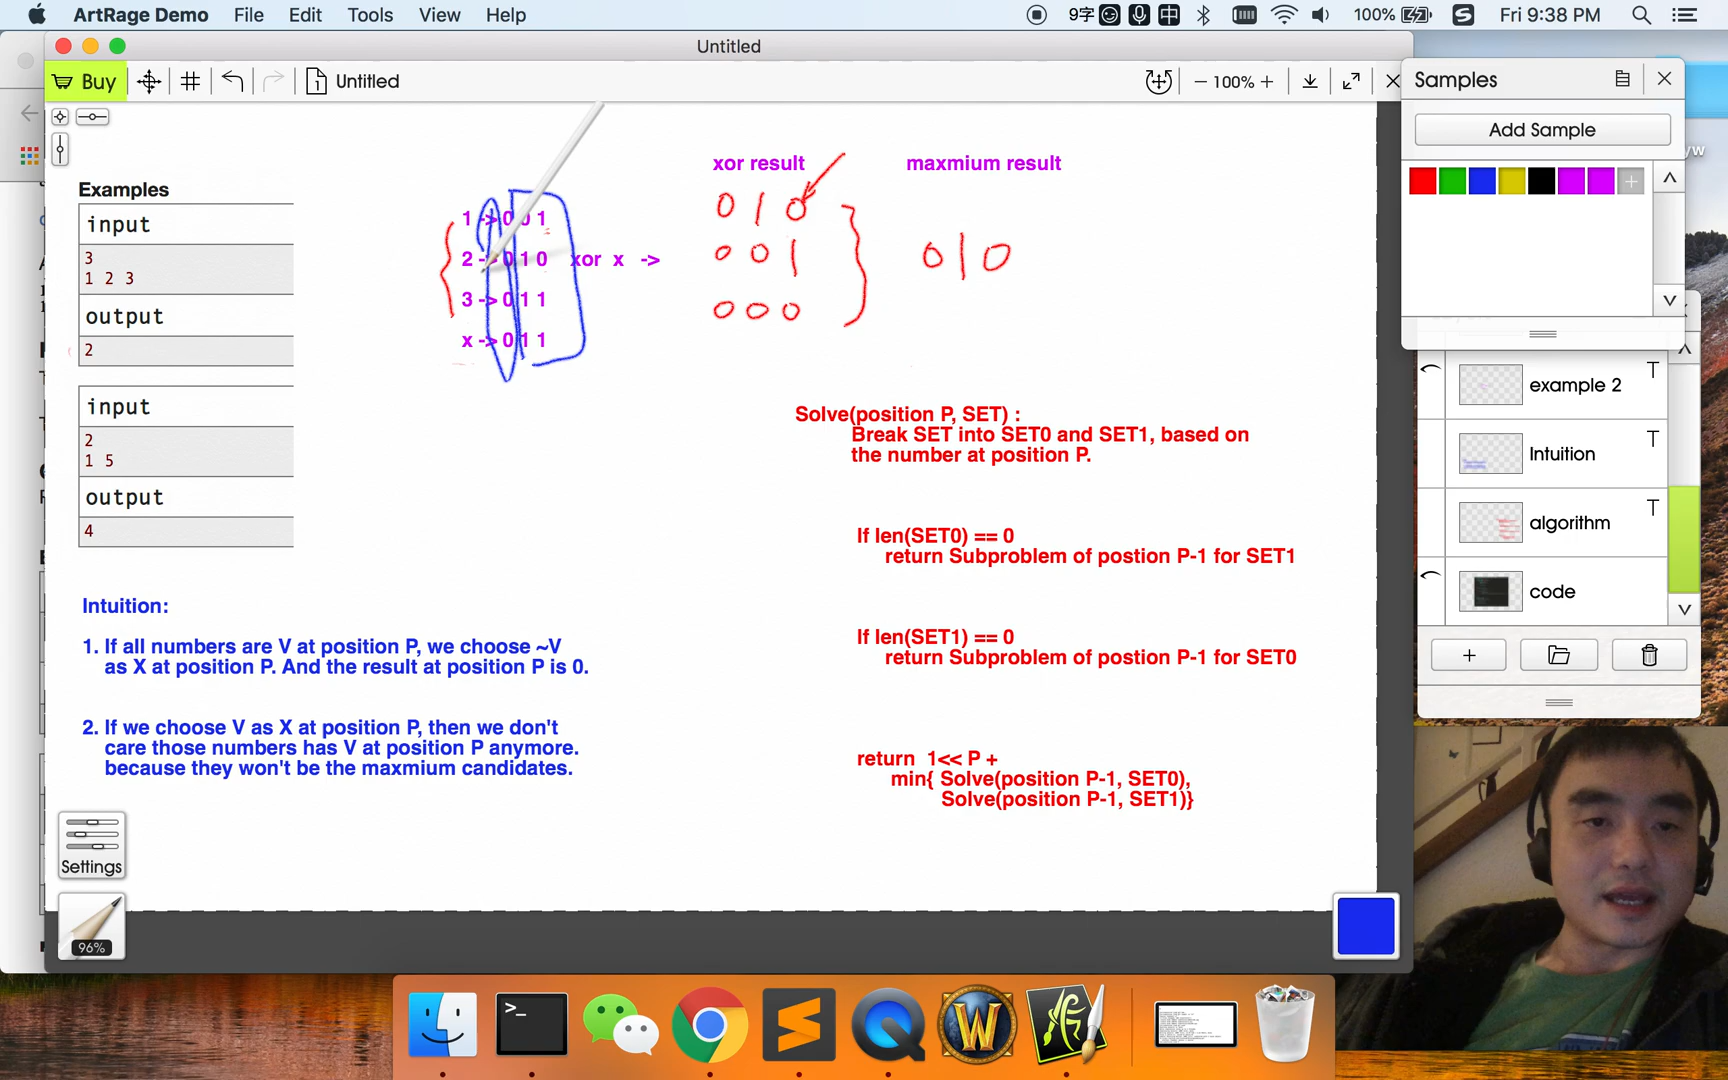 ArtRage Demo File Edit Tools View Window Help
9字 中 100% Fri 9:38 PM
Untitled
Buy Untitled − 100% +
Samples
Add Sample
Examples
input
3
1 2 3
output
2
input
2
1 5
output
4
xor result
maxmium result
1 -> 0 0 1
2 -> 0 1 0 xor x ->
3 -> 0 1 1
x -> 0 1 1
0 1 0
0 0 1
0 0 0
0 1 0
Solve(position P, SET) :
Break SET into SET0 and SET1, based on
the number at position P.
If len(SET0) == 0
return Subproblem of postion P-1 for SET1
If len(SET1) == 0
return Subproblem of postion P-1 for SET0
return 1<< P +
min{ Solve(position P-1, SET0),
Solve(position P-1, SET1)}
Intuition:
1. If all numbers are V at position P, we choose ~V
as X at position P. And the result at position P is 0.
2. If we choose V as X at position P, then we don't
care those numbers has V at position P anymore.
because they won't be the maxmium candidates.
example 2 T
Intuition T
algorithm T
code
Settings
96%